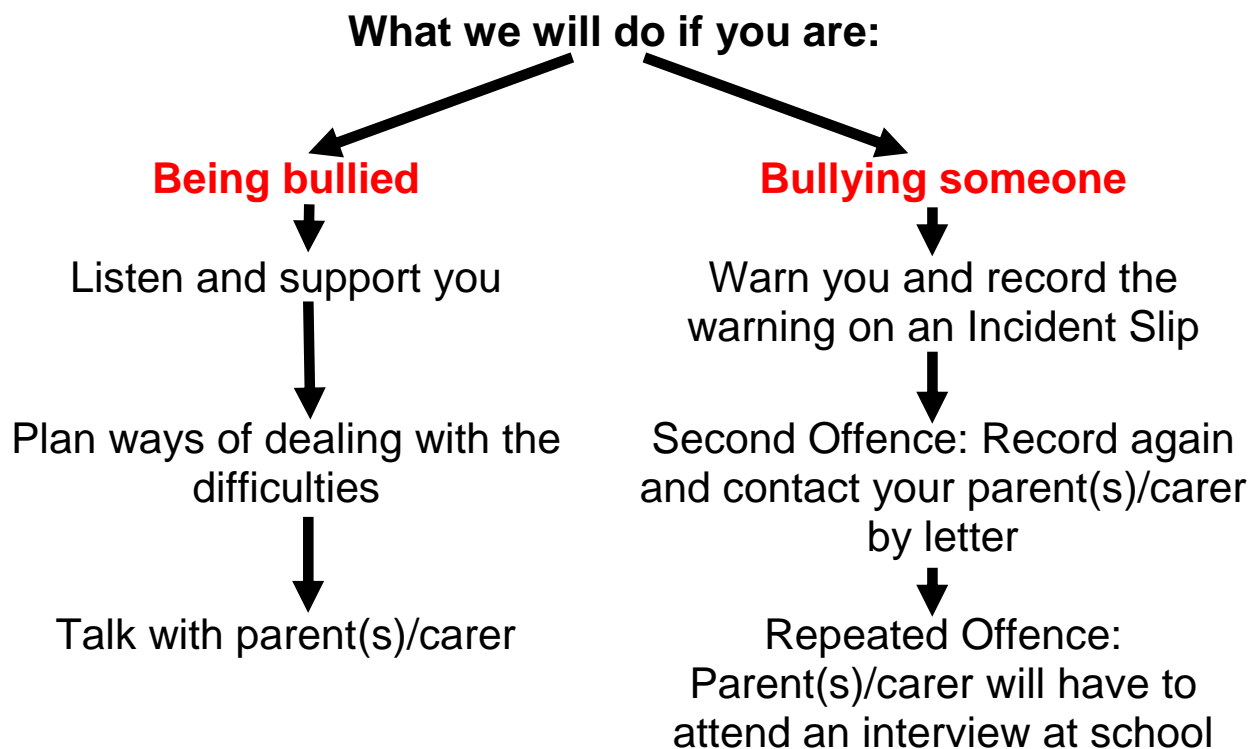 What we will do if you are:
Being bullied
Listen and support you
Plan ways of dealing with the
difficulties
Talk with parent(s)/carer
Bullying someone
Warn you and record the
warning on an Incident Slip
Second Offence: Record again
and contact your parent(s)/carer
by letter
Repeated Offence:
Parent(s)/carer will have to
attend an interview at school